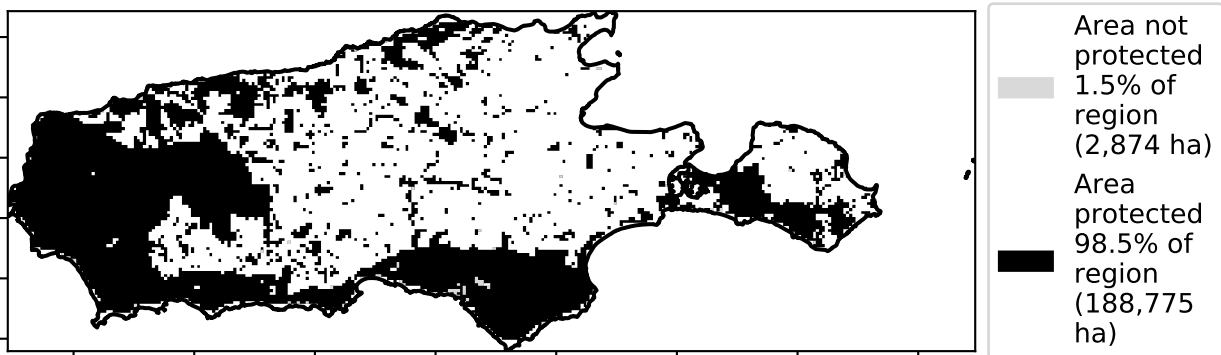 Area not
protected
1.5% of
region
(2,874 ha)
Area
protected
98.5% of
region
(188,775
ha)